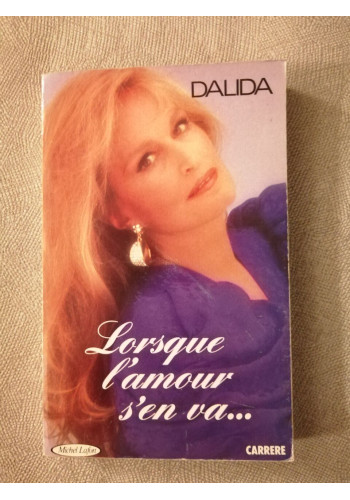 DALIDA
Lorsque
l'amour
s'en va...
Michel Lafon
CARRERE